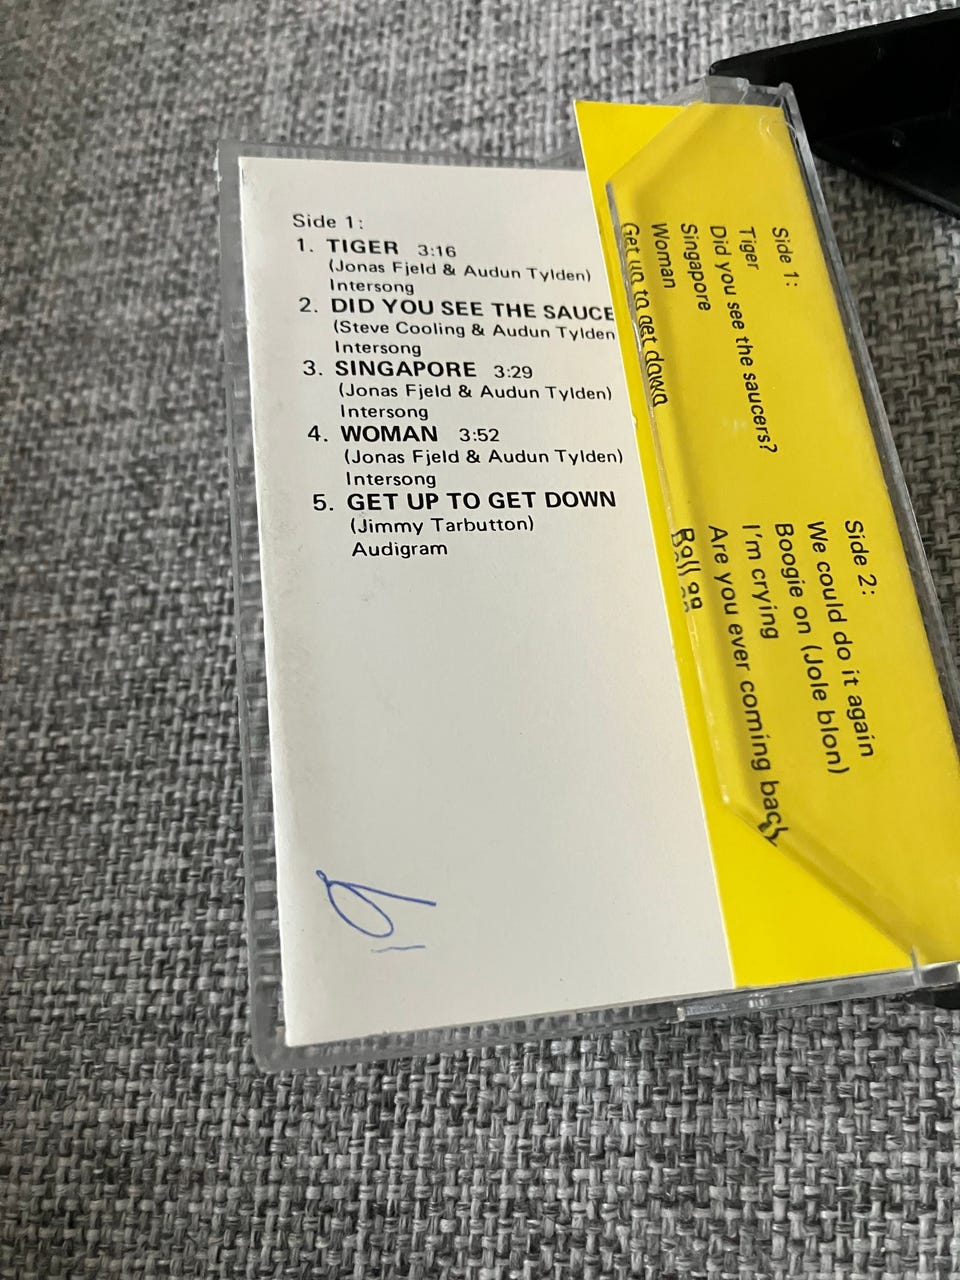 Side 1:
1. TIGER 3:16
(Jonas Fjeld & Audun Tylden)
Intersong
2. DID YOU SEE THE SAUCE
(Steve Cooling & Audun Tylden
Intersong
3. SINGAPORE 3:29
(Jonas Fjeld & Audun Tylden)
Intersong
4. WOMAN 3:52
(Jonas Fjeld & Audun Tylden)
Intersong
5. GET UP TO GET DOWN
(Jimmy Tarbutton)
Audigram
Side 1:
Tiger
Did you see the saucers?
Singapore
Woman
Get up to get down
Side 2:
We could do it again
Boogie on (Jole blon)
I'm crying
Are you ever coming back
Roll on